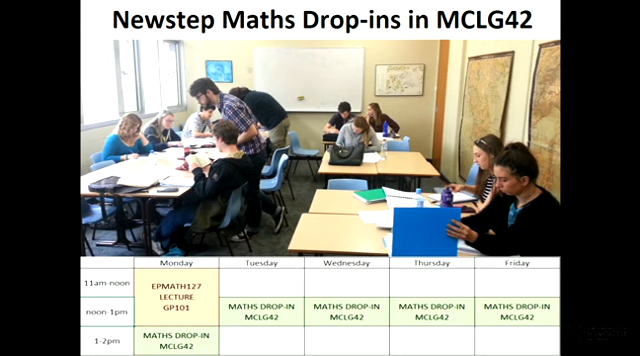 Newstep Maths Drop-ins in MCLG42
Monday Tuesday Wednesday Thursday Friday
11am-noon
EPMATH127
LECTURE
GP101
noon-1pm
MATHS DROP-IN
MCLG42
MATHS DROP-IN
MCLG42
MATHS DROP-IN
MCLG42
MATHS DROP-IN
MCLG42
1-2pm
MATHS DROP-IN
MCLG42